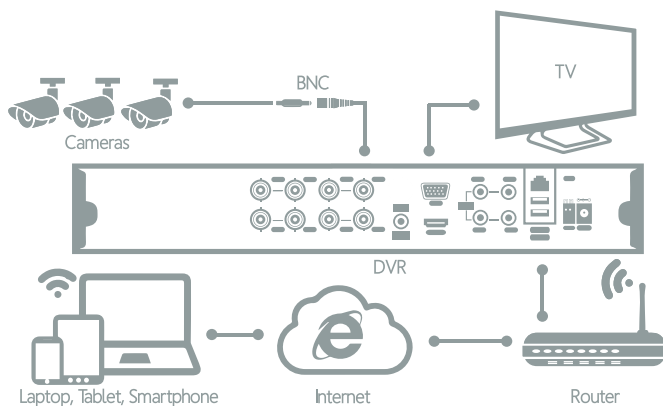 TV
BNC
Cameras
DVR
Laptop, Tablet, Smartphone
Internet
Router